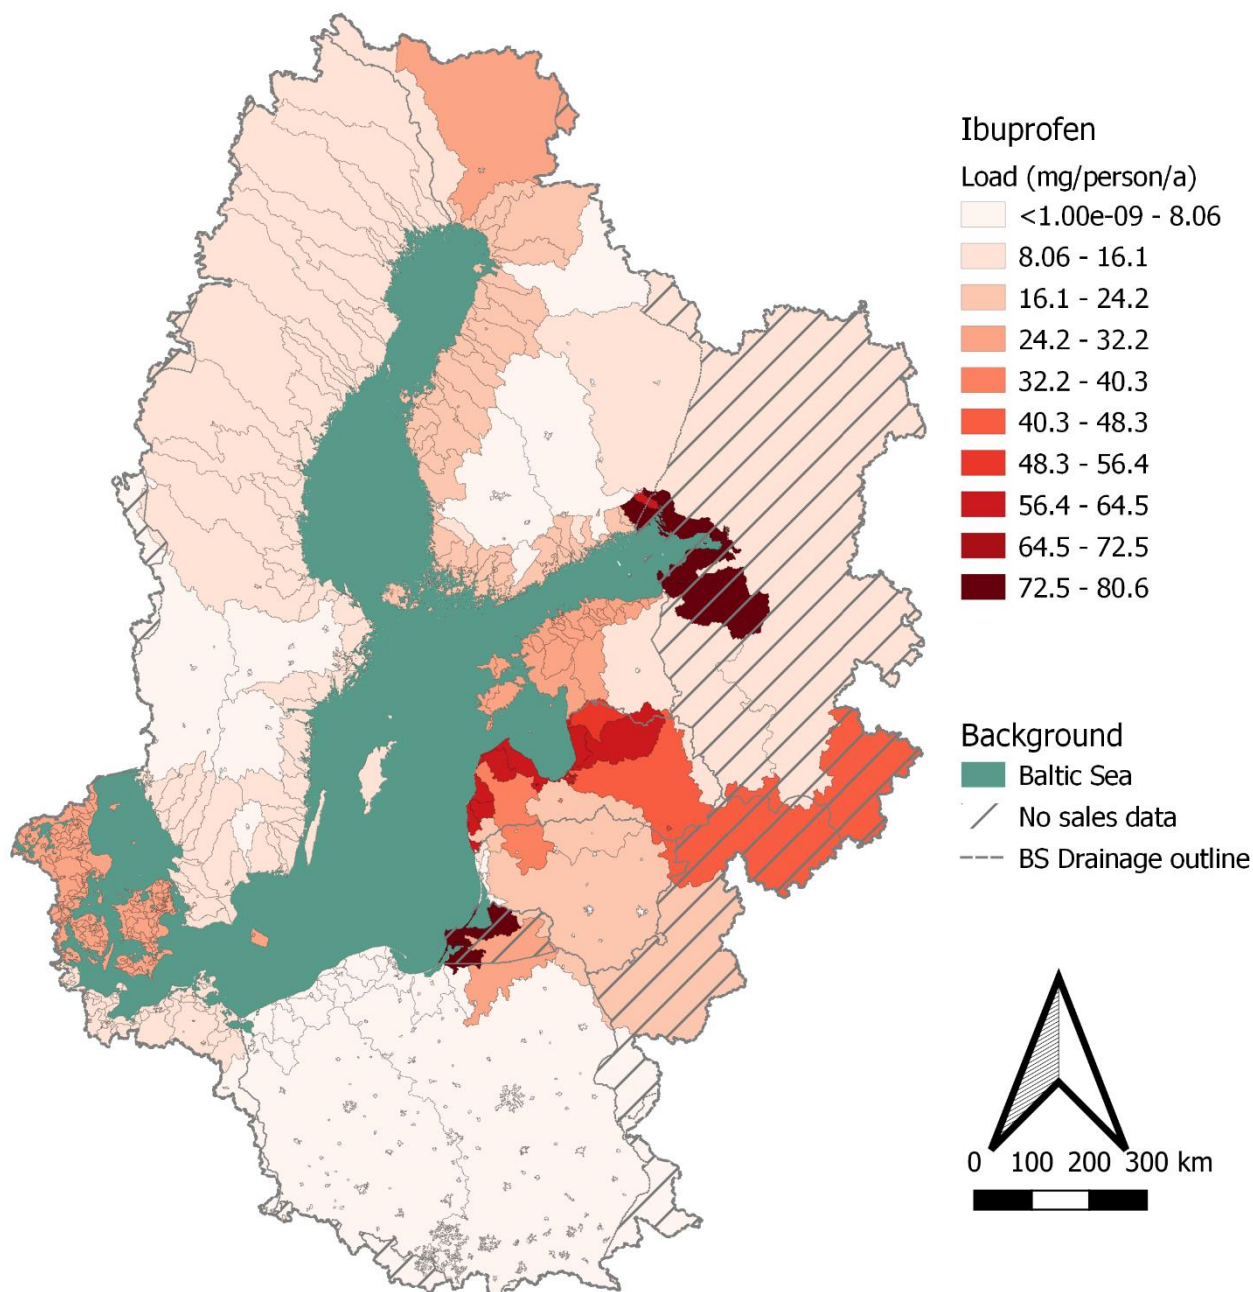 Ibuprofen
Load (mg/person/a)
<1.00e-09 - 8.06
8.06 - 16.1
16.1 - 24.2
24.2 - 32.2
32.2 - 40.3
40.3 - 48.3
48.3 - 56.4
56.4 - 64.5
64.5 - 72.5
72.5 - 80.6
Background
Baltic Sea
No sales data
BS Drainage outline
0 100 200 300 km